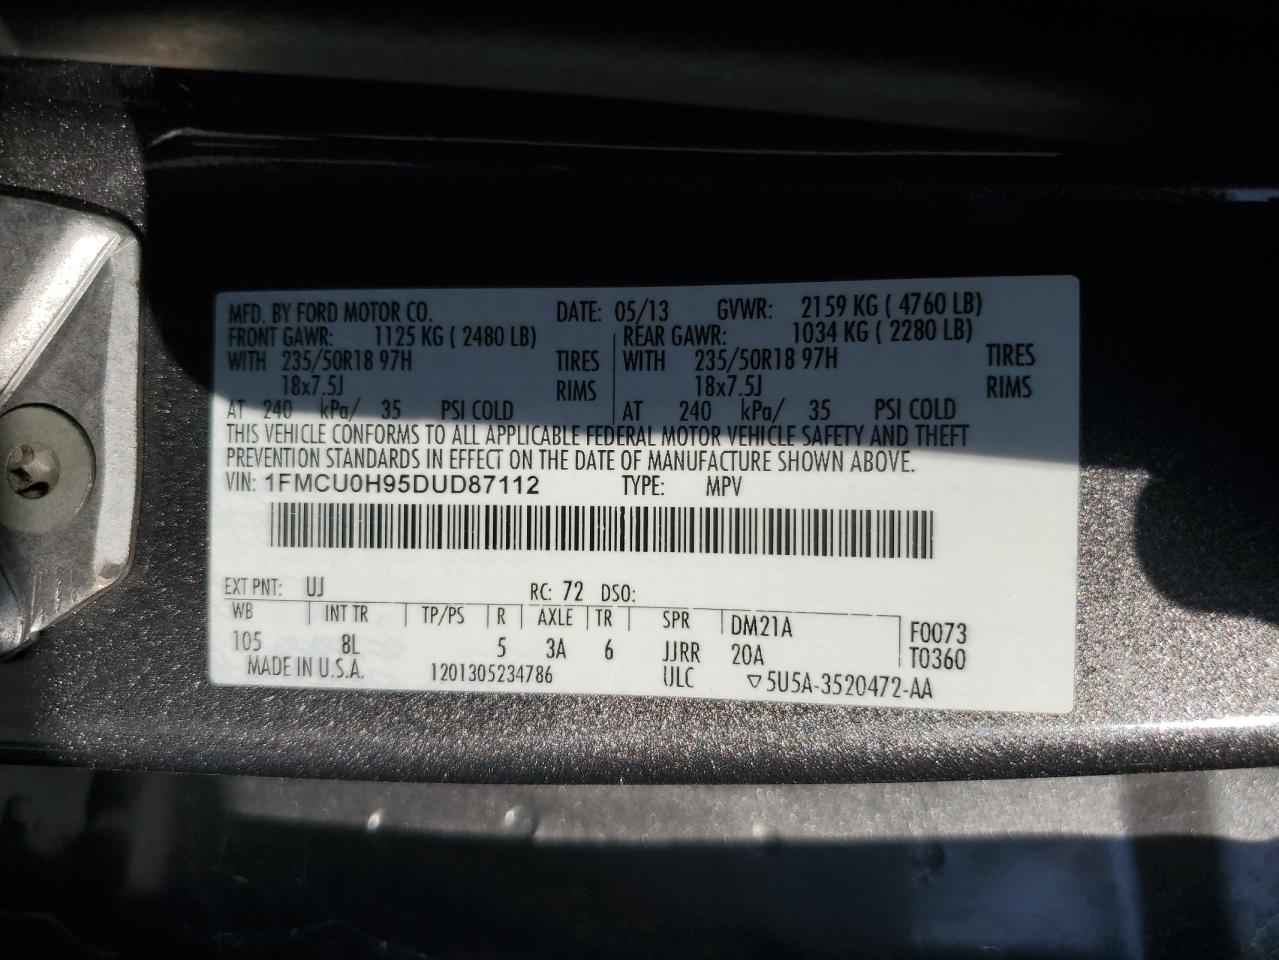 MFD. BY FORD MOTOR CO. DATE: 05/13 GVWR: 2159 KG ( 4760 LB)
FRONT GAWR: 1125 KG ( 2480 LB) REAR GAWR: 1034 KG ( 2280 LB)
WITH 235/50R18 97H TIRES WITH 235/50R18 97H TIRES
18x7.5J RIMS 18x7.5J RIMS
AT 240 kPa/ 35 PSI COLD AT 240 kPa/ 35 PSI COLD
THIS VEHICLE CONFORMS TO ALL APPLICABLE FEDERAL MOTOR VEHICLE SAFETY AND THEFT
PREVENTION STANDARDS IN EFFECT ON THE DATE OF MANUFACTURE SHOWN ABOVE.
VIN: 1FMCU0H95DUD87112 TYPE: MPV
EXT PNT: UJ RC: 72 DSO:
WB INT TR TP/PS R AXLE TR SPR DM21A F0073
105 8L 5 3A 6 JJRR 20A T0360
MADE IN U.S.A. 1201305234786 ULC ▽5U5A-3520472-AA